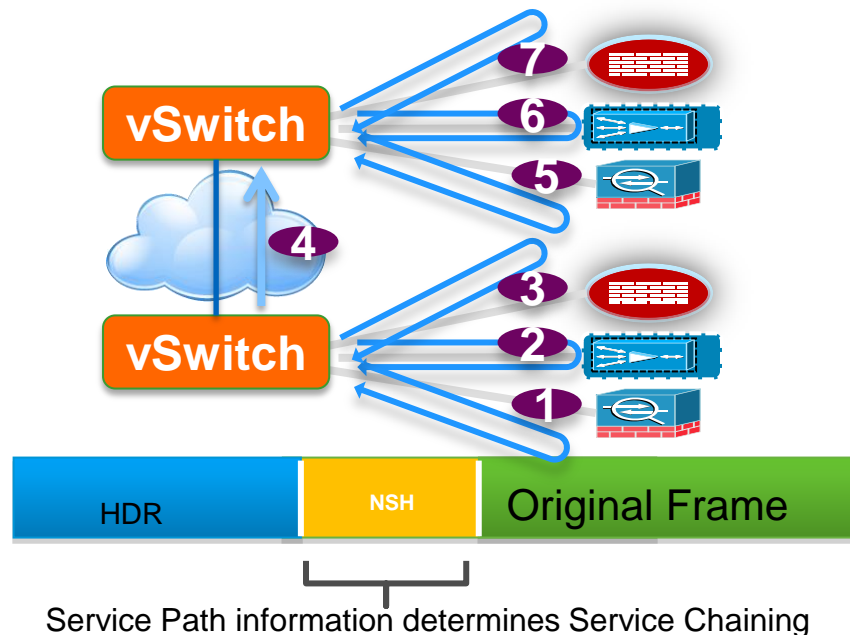 7
vSwitch
6
5
4
3
vSwitch
2
1
HDR
NSH
Original Frame
Service Path information determines Service Chaining